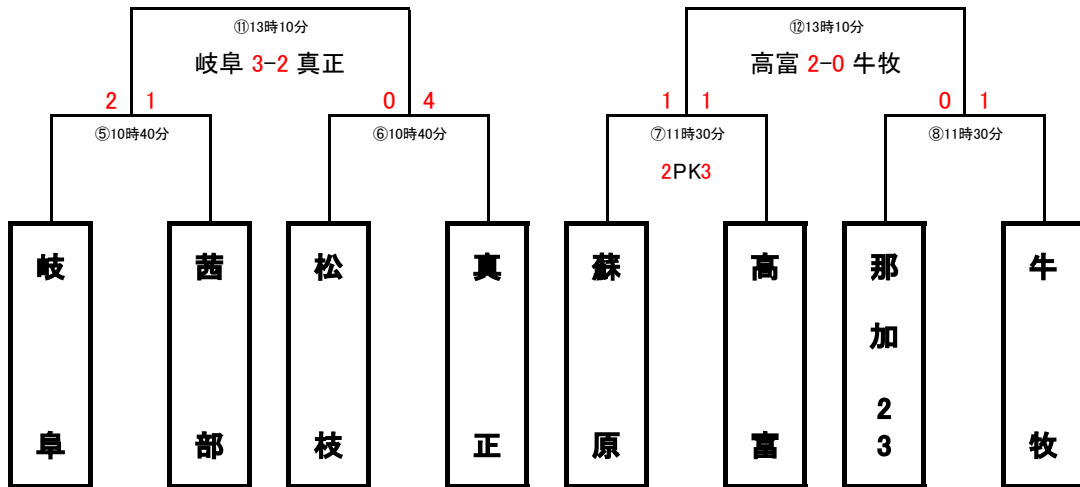 ⑪13時10分
岐阜 3-2 真正
⑫13時10分
高富 2-0 牛牧
2 1
0 4
1 1
0 1
⑤10時40分
⑥10時40分
⑦11時30分
⑧11時30分
2PK3
岐阜
茜部
松枝
真正
蘇原
高富
那加23
牛牧